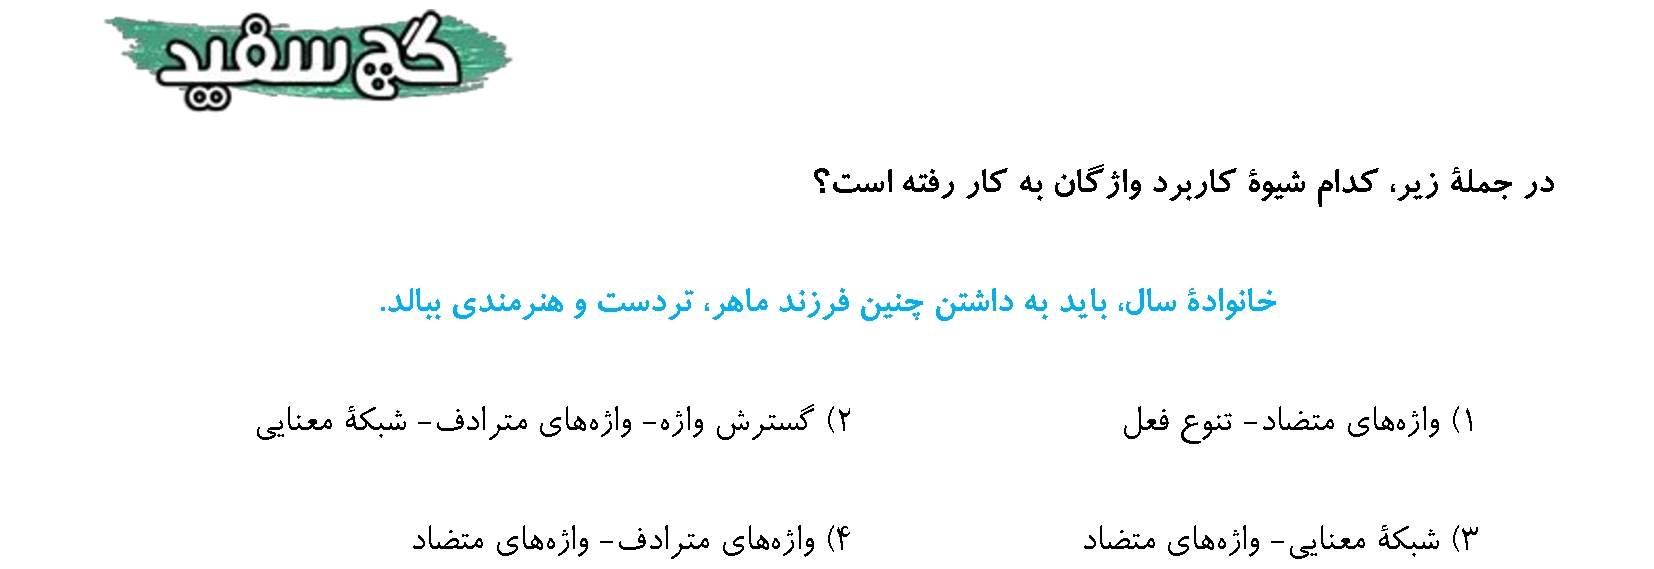 گچ سفید
در جملهٔ زیر، کدام شیوهٔ کاربرد واژگان به کار رفته است؟
خانوادهٔ سال، باید به داشتن چنین فرزند ماهر، تردست و هنرمندی ببالد.
۱) واژه‌های متضاد- تنوع فعل ۲) گسترش واژه- واژه‌های مترادف- شبکهٔ معنایی
۳) شبکهٔ معنایی- واژه‌های متضاد ۴) واژه‌های مترادف- واژه‌های متضاد